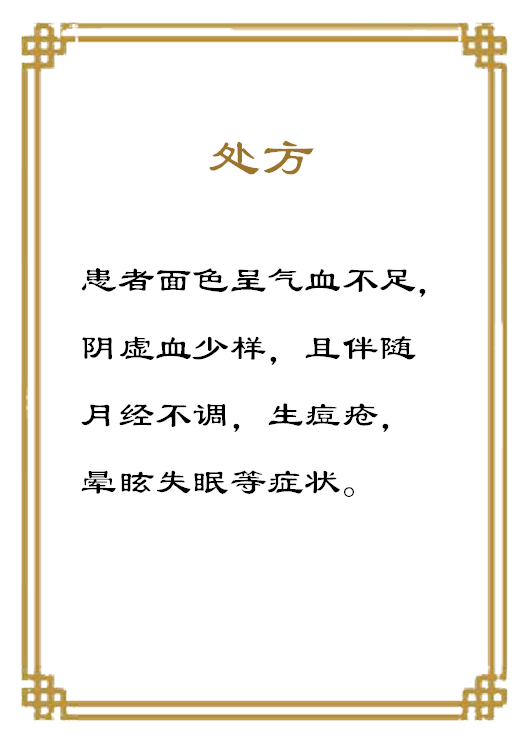 处方
患者面色呈气血不足，
阴虚血少样，且伴随
月经不调，生痘疮，
晕眩失眠等症状。